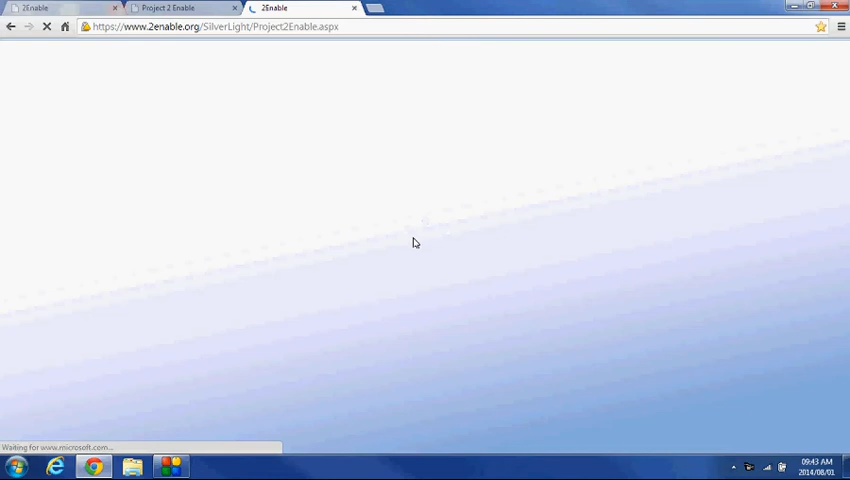 2Enable
Project 2 Enable
2Enable
https://www.2enable.org/SilverLight/Project2Enable.aspx
Waiting for www.microsoft.com...
09:43 AM
2014/08/01